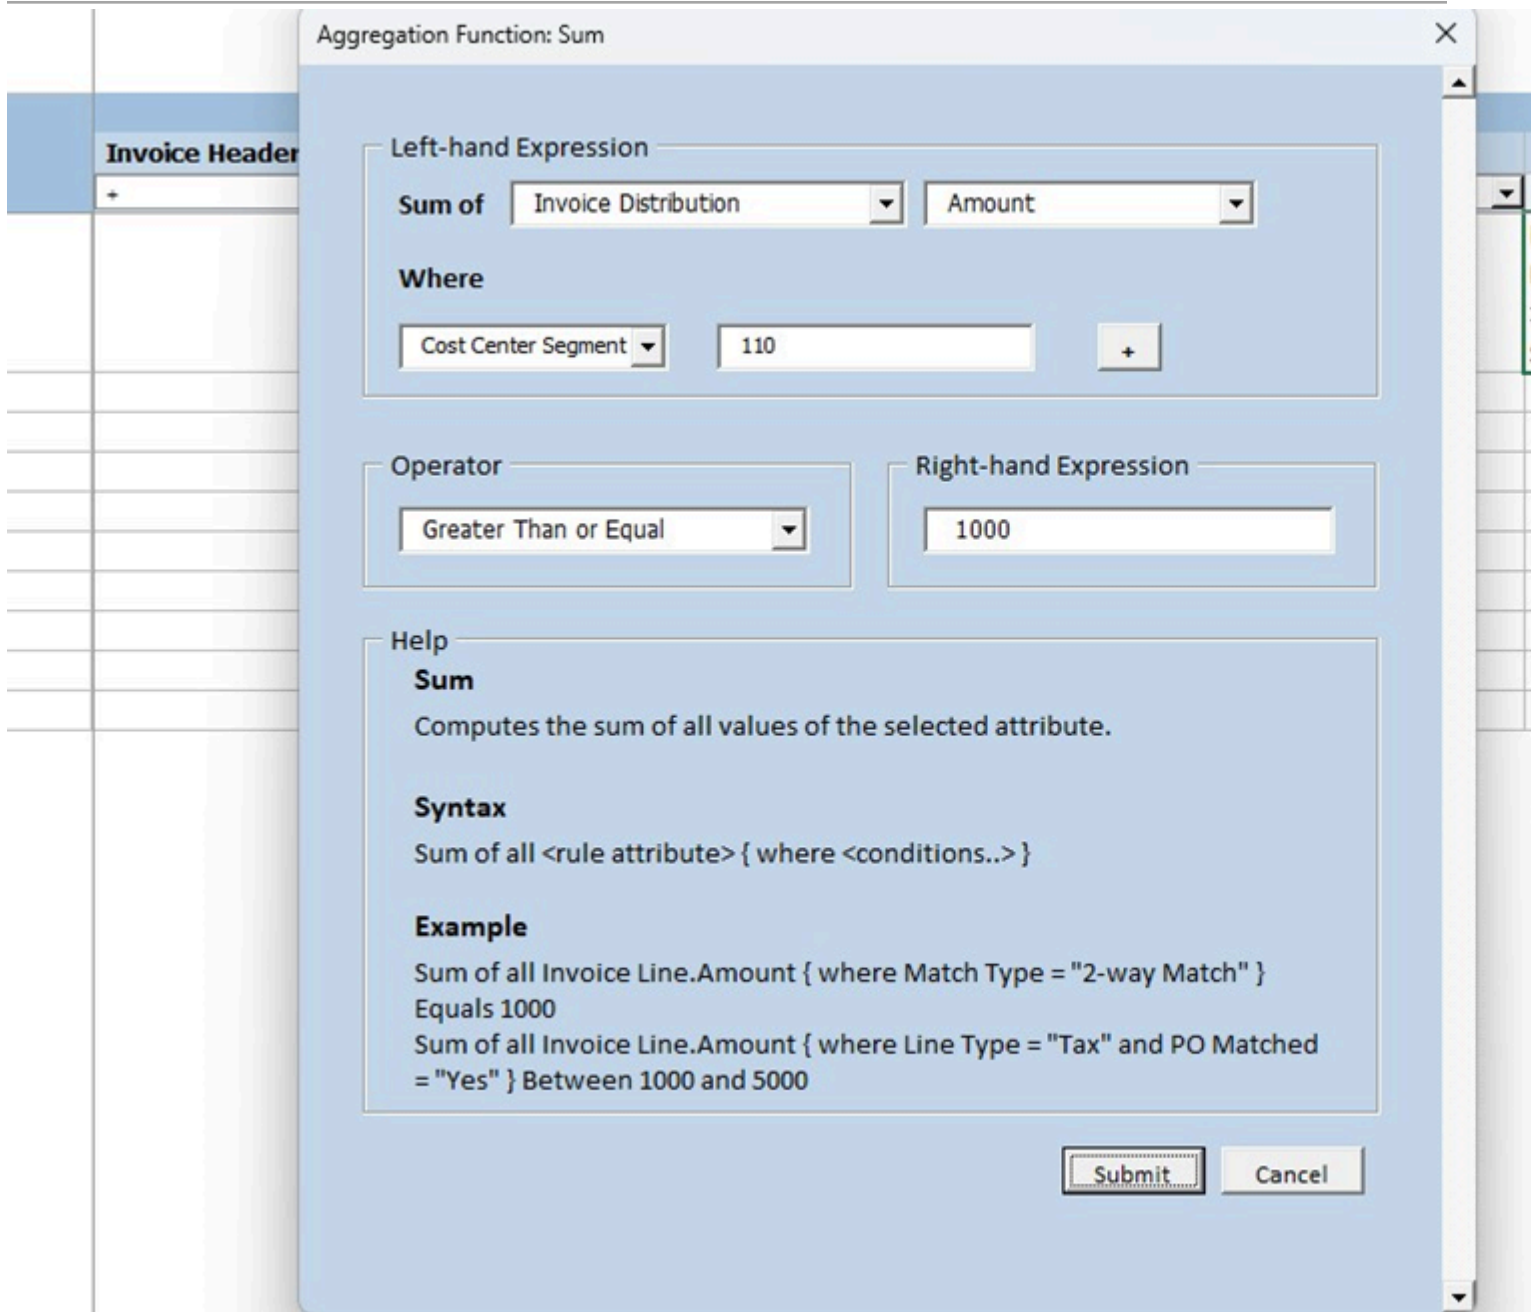 Aggregation Function: Sum
Invoice Header
+
Left-hand Expression
Sum of Invoice Distribution Amount
Where
Cost Center Segment 110 +
Operator
Right-hand Expression
Greater Than or Equal 1000
Help
Sum
Computes the sum of all values of the selected attribute.
Syntax
Sum of all <rule attribute> { where <conditions..> }
Example
Sum of all Invoice Line.Amount { where Match Type = "2-way Match" }
Equals 1000
Sum of all Invoice Line.Amount { where Line Type = "Tax" and PO Matched
= "Yes" } Between 1000 and 5000
Submit Cancel